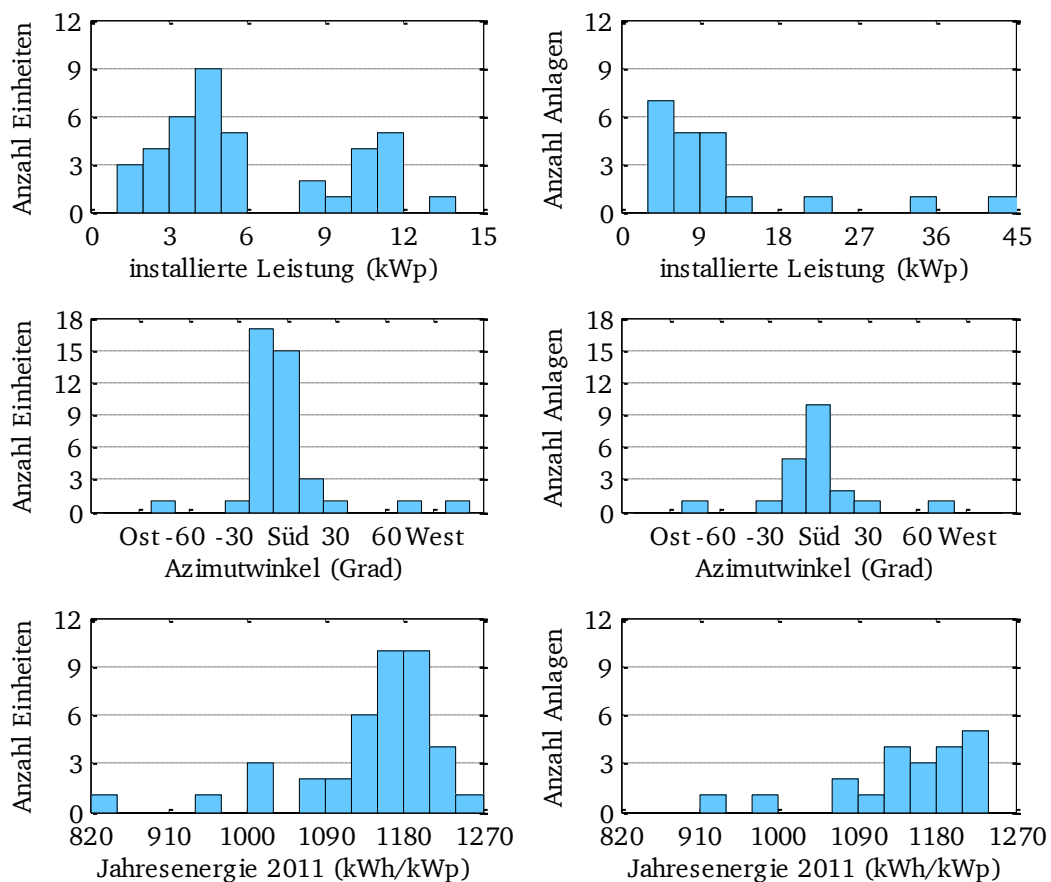 Anzahl Einheiten
12
9
6
3
0
0 3 6 9 12 15
installierte Leistung (kWp)
Anzahl Anlagen
12
9
6
3
0
0 9 18 27 36 45
installierte Leistung (kWp)
Anzahl Einheiten
18
15
12
9
6
3
0
Ost -60 -30 Süd 30 60 West
Azimutwinkel (Grad)
Anzahl Anlagen
18
15
12
9
6
3
0
Ost -60 -30 Süd 30 60 West
Azimutwinkel (Grad)
Anzahl Einheiten
12
9
6
3
0
820 910 1000 1090 1180 1270
Jahresenergie 2011 (kWh/kWp)
Anzahl Anlagen
12
9
6
3
0
820 910 1000 1090 1180 1270
Jahresenergie 2011 (kWh/kWp)